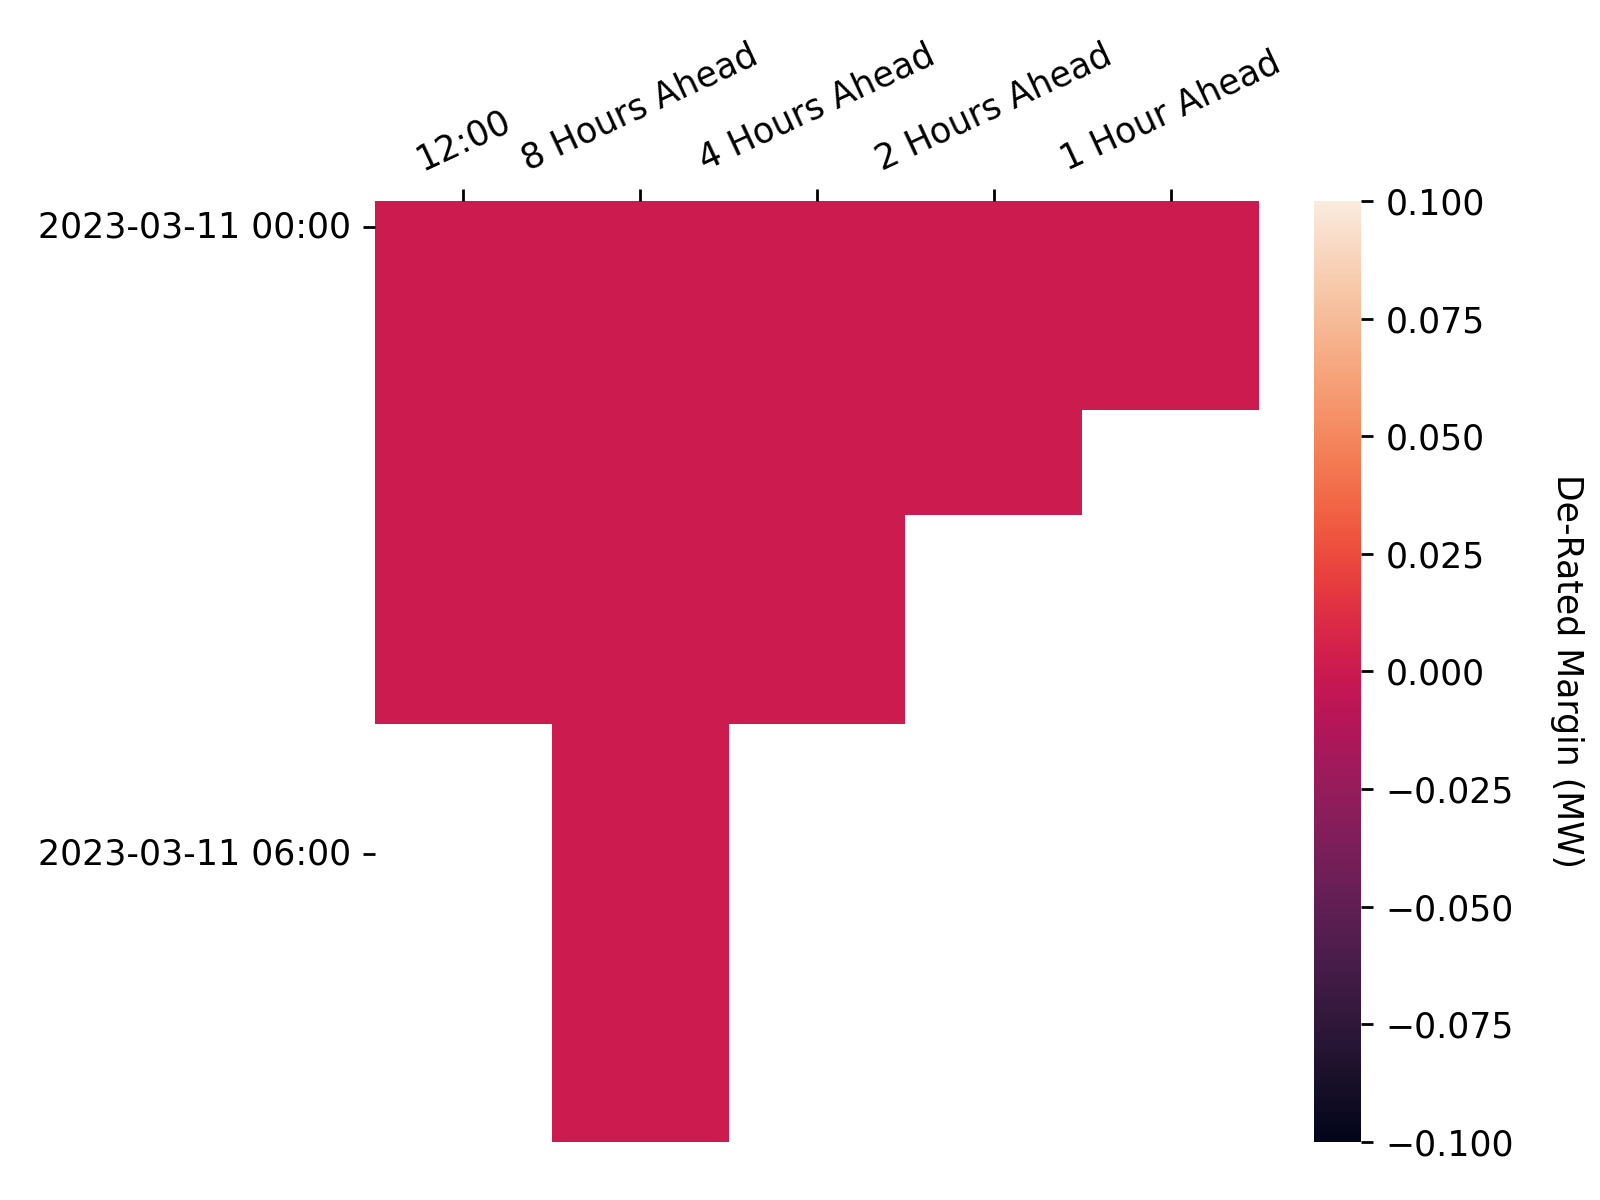 12:00
8 Hours Ahead
4 Hours Ahead
2 Hours Ahead
1 Hour Ahead
2023-03-11 00:00
2023-03-11 06:00
0.100
0.075
0.050
0.025
0.000
−0.025
−0.050
−0.075
−0.100
De-Rated Margin (MW)